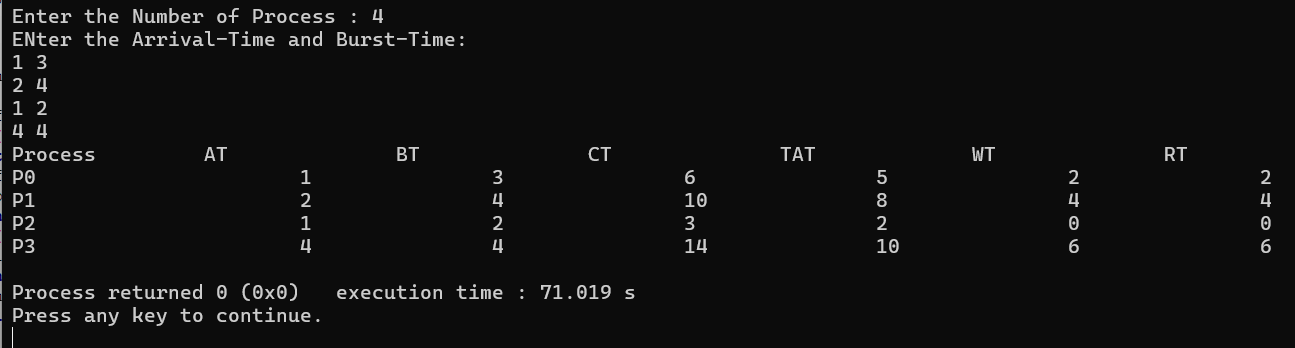 Enter the Number of Process : 4
ENter the Arrival-Time and Burst-Time:
1 3
2 4
1 2
4 4
Process AT BT CT TAT WT RT
P0 1 3 6 5 2 2
P1 2 4 10 8 4 4
P2 1 2 3 2 0 0
P3 4 4 14 10 6 6
Process returned 0 (0x0)   execution time : 71.019 s
Press any key to continue.